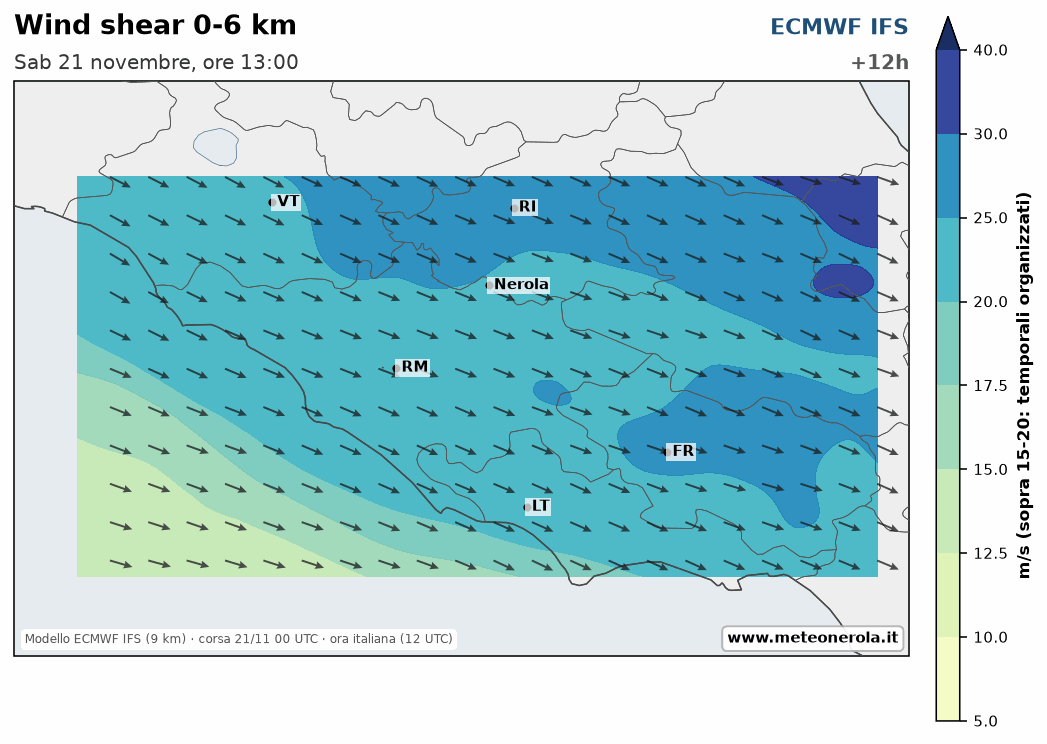 Wind shear 0-6 km
ECMWF IFS
Sab 21 novembre, ore 13:00
+12h
VT
RI
Nerola
RM
FR
LT
40.0
30.0
25.0
20.0
17.5
15.0
12.5
10.0
5.0
m/s (sopra 15-20: temporali organizzati)
Modello ECMWF IFS (9 km) · corsa 21/11 00 UTC · ora italiana (12 UTC)
www.meteonerola.it